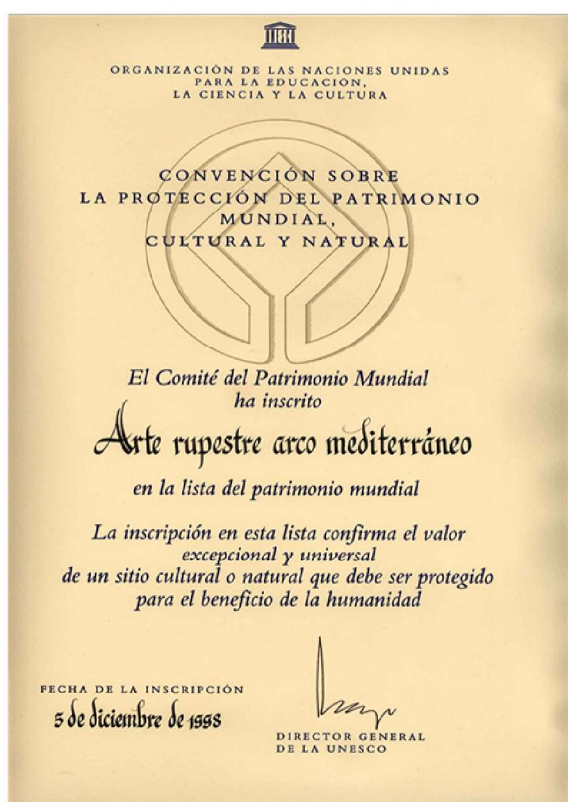 ORGANIZACIÓN DE LAS NACIONES UNIDAS
PARA LA EDUCACIÓN,
LA CIENCIA Y LA CULTURA
CONVENCIÓN SOBRE
LA PROTECCIÓN DEL PATRIMONIO
MUNDIAL,
CULTURAL Y NATURAL
El Comité del Patrimonio Mundial
ha inscrito
Arte rupestre arco mediterráneo
en la lista del patrimonio mundial
La inscripción en esta lista confirma el valor
excepcional y universal
de un sitio cultural o natural que debe ser protegido
para el beneficio de la humanidad
FECHA DE LA INSCRIPCIÓN
5 de diciembre de 1998
DIRECTOR GENERAL
DE LA UNESCO